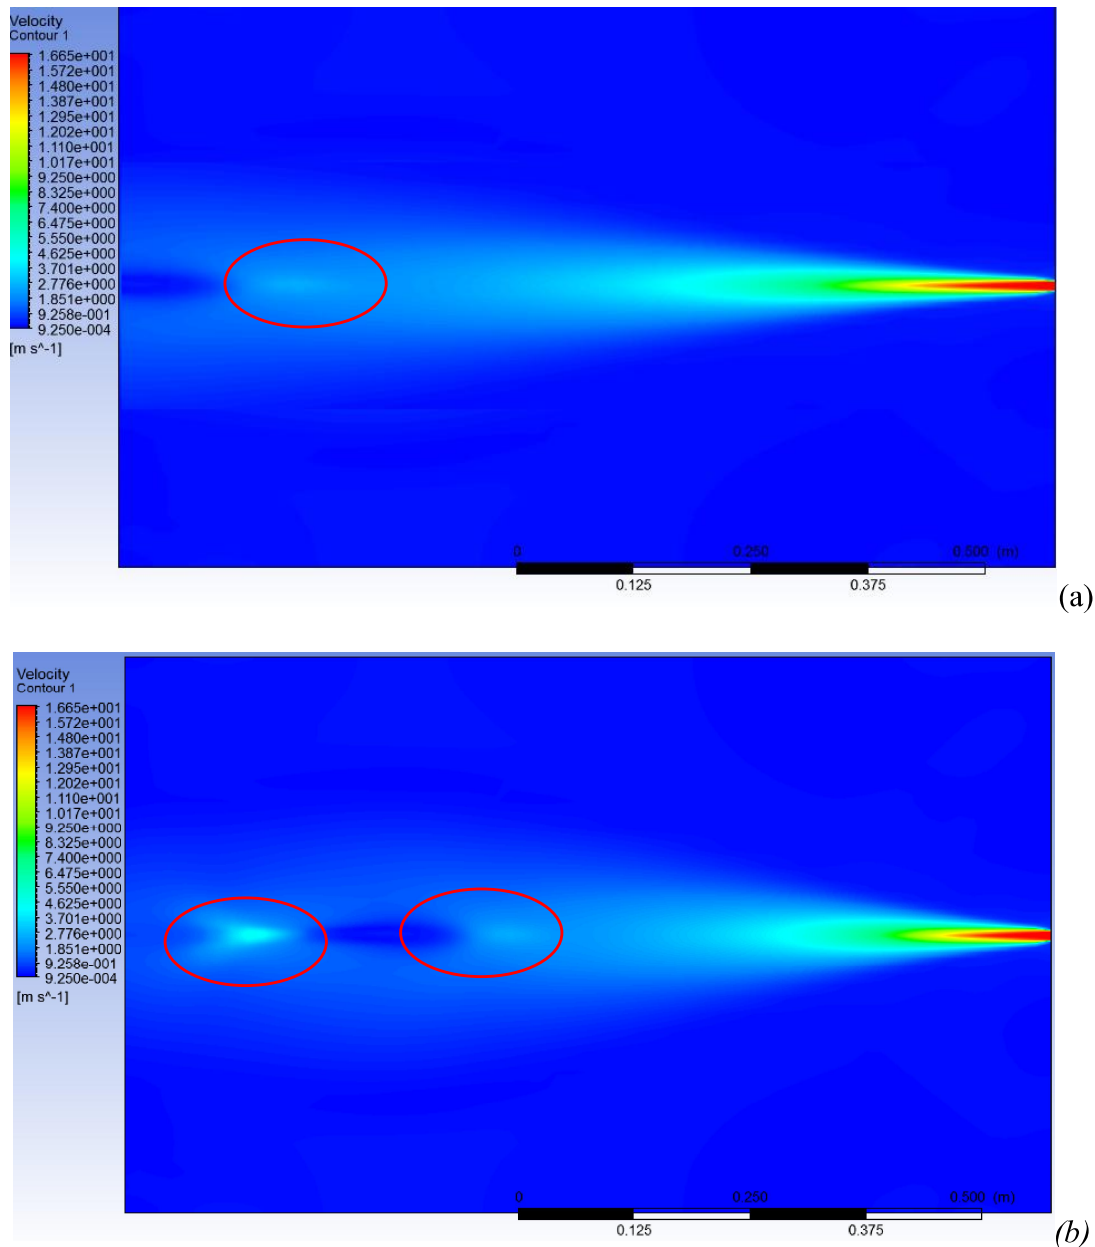 Velocity
Contour 1
1.665e+001
1.572e+001
1.480e+001
1.387e+001
1.295e+001
1.202e+001
1.110e+001
1.017e+001
9.250e+000
8.325e+000
7.400e+000
6.475e+000
5.550e+000
4.625e+000
3.701e+000
2.776e+000
1.851e+000
9.258e-001
9.250e-004
[m s^-1]
0 0.250 0.500 (m)
0.125 0.375
(a)
Velocity
Contour 1
1.665e+001
1.572e+001
1.480e+001
1.387e+001
1.295e+001
1.202e+001
1.110e+001
1.017e+001
9.250e+000
8.325e+000
7.400e+000
6.475e+000
5.550e+000
4.625e+000
3.701e+000
2.776e+000
1.851e+000
9.258e-001
9.250e-004
[m s^-1]
0 0.250 0.500 (m)
0.125 0.375
(b)